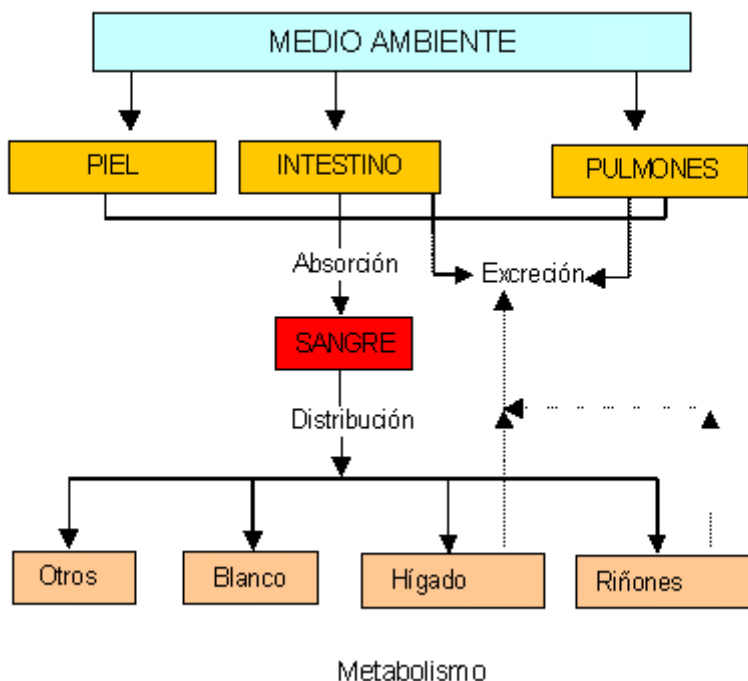 MEDIO AMBIENTE
PIEL
INTESTINO
PULMONES
Absorción
Excreción
SANGRE
Distribución
Otros
Blanco
Hígado
Riñones
Metabolismo